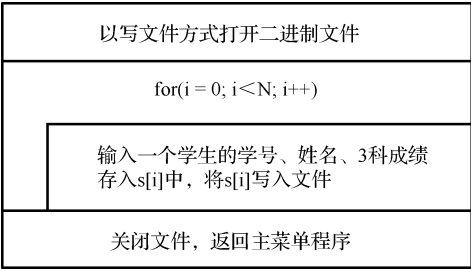 以写文件方式打开二进制文件
for(i = 0; i＜N; i++)
输入一个学生的学号、姓名、3科成绩
存入s[i]中，将s[i]写入文件
关闭文件，返回主菜单程序